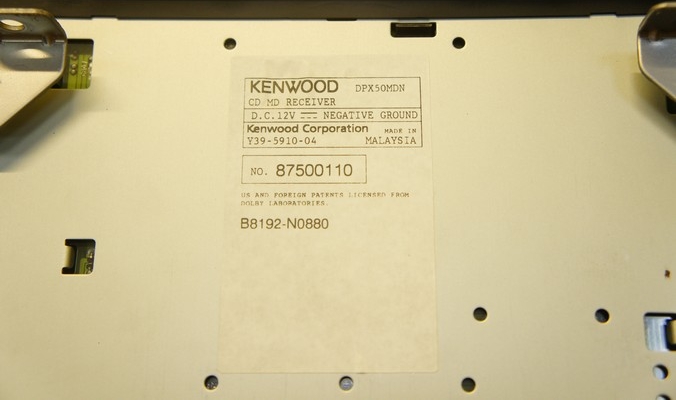 KENWOOD DPX50MDN
CD MD RECEIVER
D.C.12V ⎓ NEGATIVE GROUND
Kenwood Corporation MADE IN
Y39-5910-04 MALAYSIA
NO. 87500110
US AND FOREIGN PATENTS LICENSED FROM
DOLBY LABORATORIES.
B8192-N0880